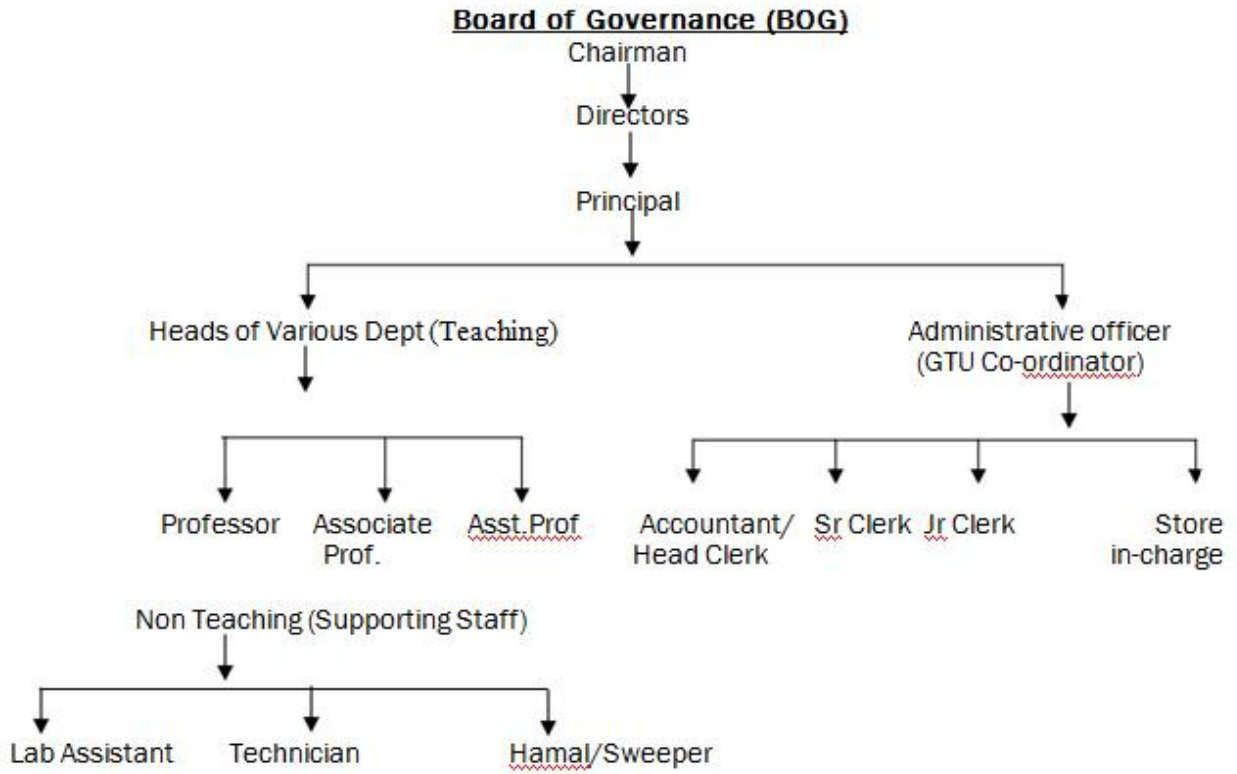 Board of Governance (BOG)
Chairman
Directors
Principal
Heads of Various Dept (Teaching)
Administrative officer
(GTU Co-ordinator)
Professor
Associate
Prof.
Asst.Prof
Accountant/
Head Clerk
Sr Clerk
Jr Clerk
Store
in-charge
Non Teaching (Supporting Staff)
Lab Assistant
Technician
Hamal/Sweeper